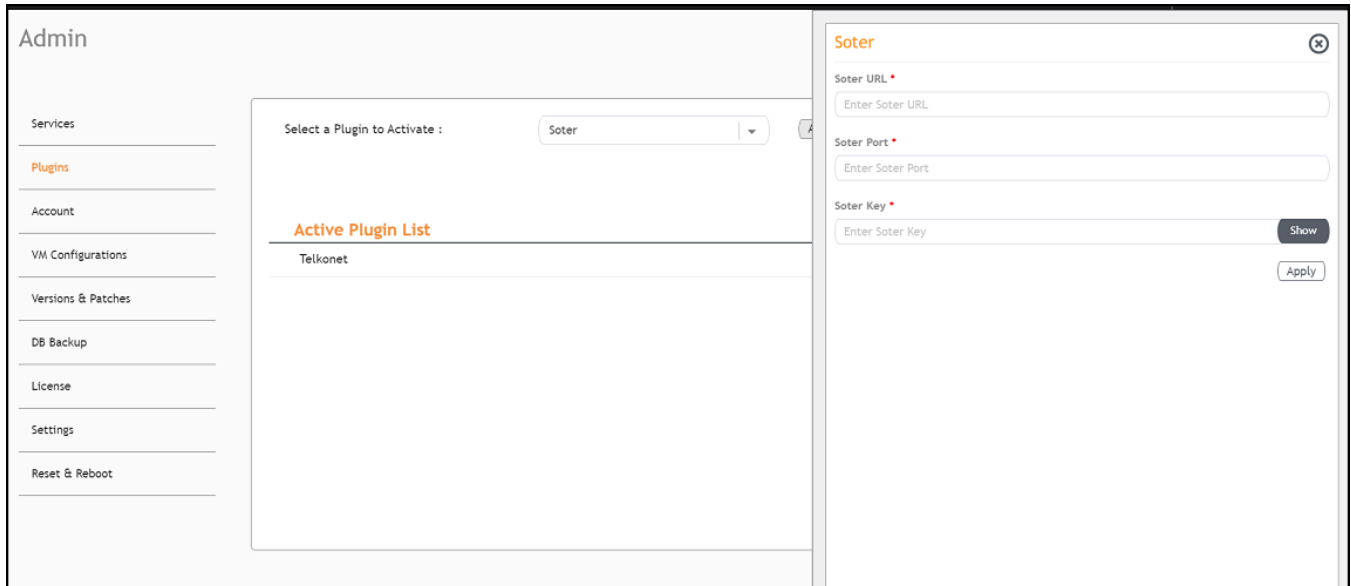 Admin
Services
Plugins
Account
VM Configurations
Versions & Patches
DB Backup
License
Settings
Reset & Reboot
Select a Plugin to Activate :
Soter
Active Plugin List
Telkonet
Soter
Soter URL *
Enter Soter URL
Soter Port *
Enter Soter Port
Soter Key *
Enter Soter Key
Show
Apply